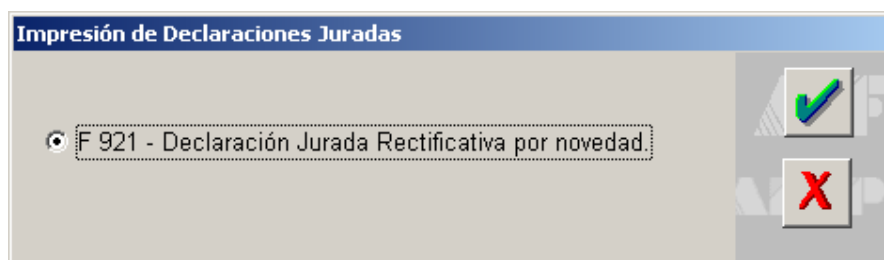 Impresión de Declaraciones Juradas
F 921 - Declaración Jurada Rectificativa por novedad.